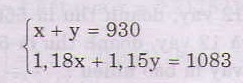 x + y = 930
1,18x + 1,15y = 1083